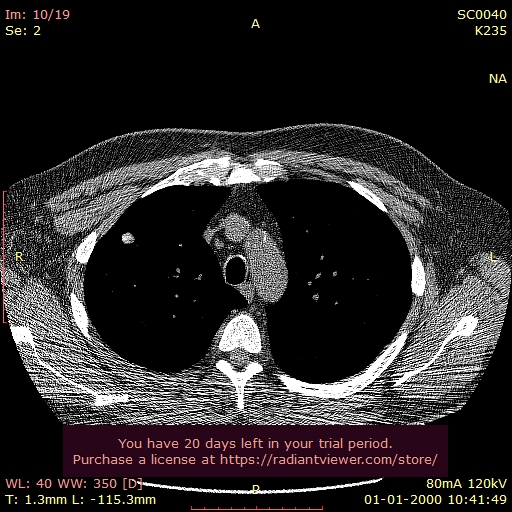 Im: 10/19
Se: 2
A
SC0040
K235
NA
R
L
You have 20 days left in your trial period.
Purchase a license at https://radiantviewer.com/store/
WL: 40 WW: 350 [D]
T: 1.3mm L: -115.3mm
P
80mA 120kV
01-01-2000 10:41:49